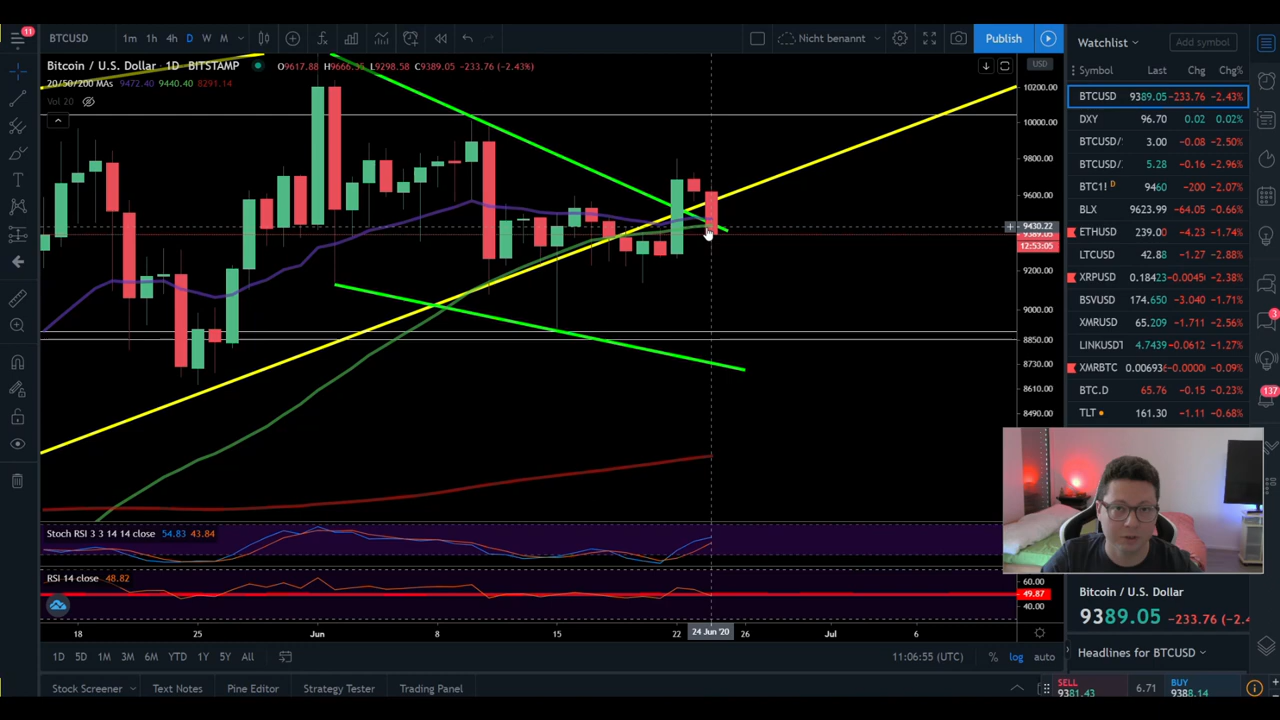 11
BTCUSD 1m 1h 4h D W M Nicht benannt Publish
Watchlist Add symbol
Bitcoin / U.S. Dollar · 1D · BITSTAMP O9617.88 H9666.35 L9298.58 C9389.05 -233.76 (-2.43%)
20/50/200 MAs 9472.40 9440.40 8291.14
Vol 20
USD
10200.00
10000.00
9800.00
9600.00
9430.22
9389.05
12:53:05
9200.00
9000.00
8850.00
8730.00
8610.00
8490.00
Symbol Last Chg Chg%
BTCUSD 9389.05 -233.76 -2.43%
DXY 96.70 0.02 0.02%
BTCUSD/ 3.00 -0.08 -2.50%
BTCUSD/ 5.28 -0.16 -2.96%
BTC1! D 9460 -200 -2.07%
BLX 9623.99 -64.05 -0.66%
ETHUSD 239.00 -4.23 -1.74%
LTCUSD 42.88 -1.27 -2.88%
XRPUSD 0.18423 -0.0045 -2.38%
BSVUSD 174.650 -3.040 -1.71%
XMRUSD 65.209 -1.711 -2.56%
LINKUSD 4.7439 -0.0612 -1.27%
XMRBTC 0.00693 -0.0000 -0.09%
BTC.D 65.76 -0.15 -0.23%
TLT 161.30 -1.11 -0.68%
3
137
Stoch RSI 3 3 14 14 close 54.83 43.84
RSI 14 close 48.82
60.00
49.87
40.00
18 25 Jun 8 15 22 24 Jun '20 26 Jul 6
1D 5D 1M 3M 6M YTD 1Y 5Y All 11:06:55 (UTC) % log auto
Stock Screener Text Notes Pine Editor Strategy Tester Trading Panel
Bitcoin / U.S. Dollar
9389.05 -233.76 (-2.4
Headlines for BTCUSD
SELL
9381.43
6.71
BUY
9388.14